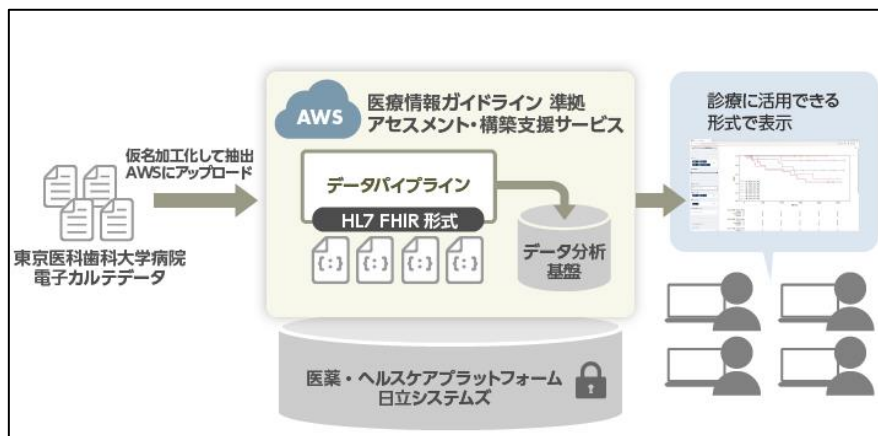 仮名加工化して抽出
AWSにアップロード
東京医科歯科大学病院
電子カルテデータ
AWS
医療情報ガイドライン 準拠
アセスメント・構築支援サービス
データパイプライン
HL7 FHIR 形式
{:}
{:}
{:}
{:}
データ分析
基盤
医薬・ヘルスケアプラットフォーム
日立システムズ
診療に活用できる
形式で表示